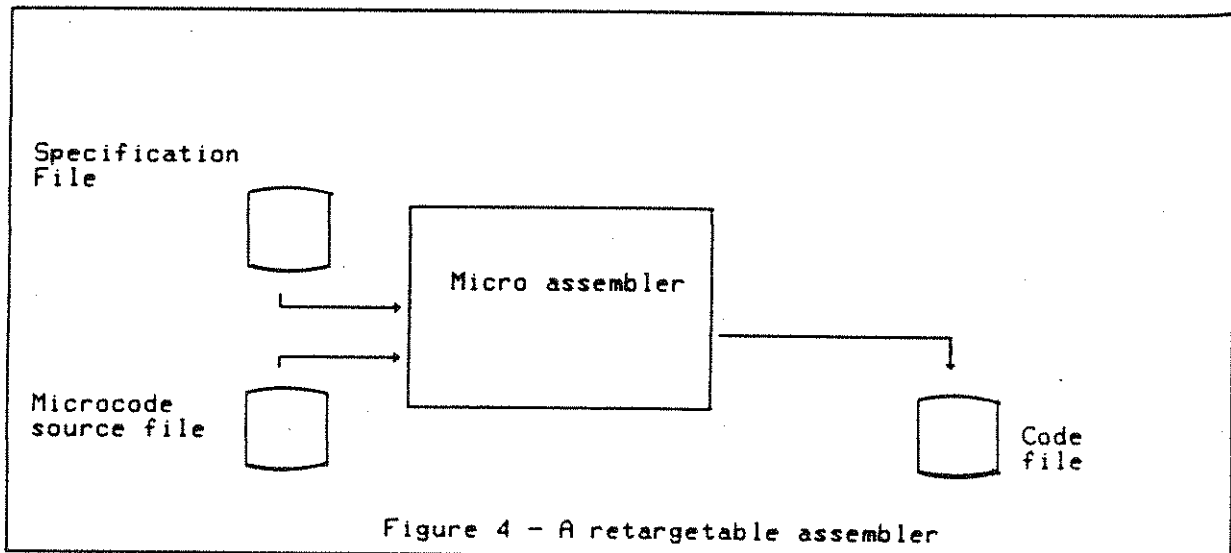 Specification
File
Micro assembler
Microcode
source file
Code
file
Figure 4 - A retargetable assembler